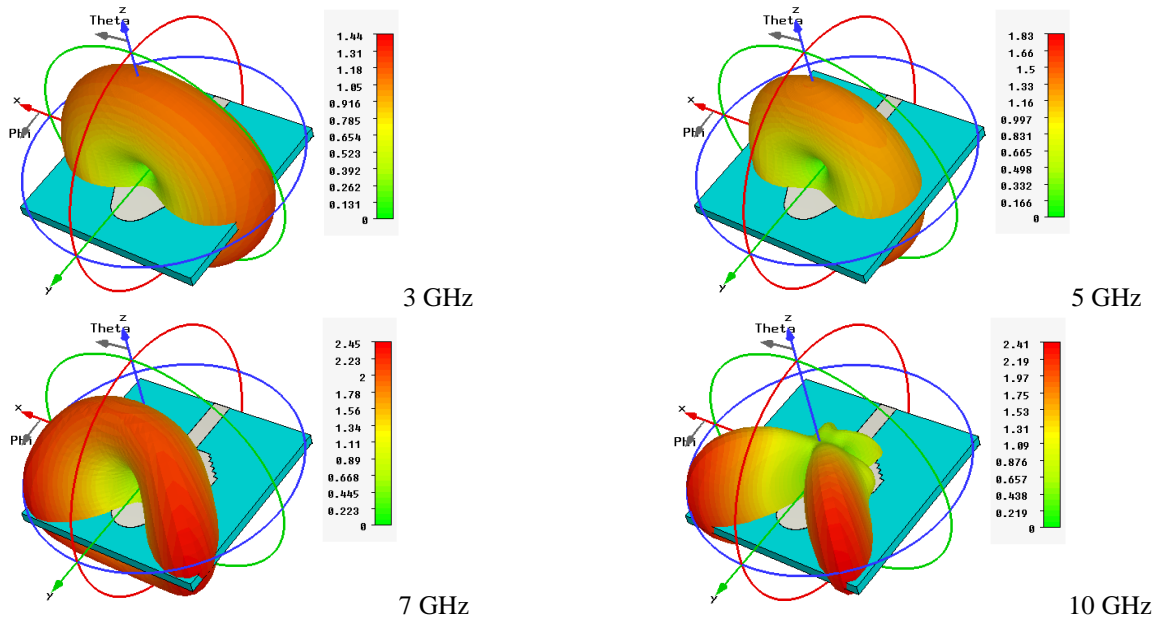 Theta
z
x
Phi
y
1.44
1.31
1.18
1.05
0.916
0.785
0.654
0.523
0.392
0.262
0.131
0
3 GHz
Theta
z
x
Phi
y
1.83
1.66
1.5
1.33
1.16
0.997
0.831
0.665
0.498
0.332
0.166
0
5 GHz
z
Theta
x
Phi
y
2.45
2.23
2
1.78
1.56
1.34
1.11
0.89
0.668
0.445
0.223
0
7 GHz
z
Theta
x
Phi
y
2.41
2.19
1.97
1.75
1.53
1.31
1.09
0.876
0.657
0.438
0.219
0
10 GHz